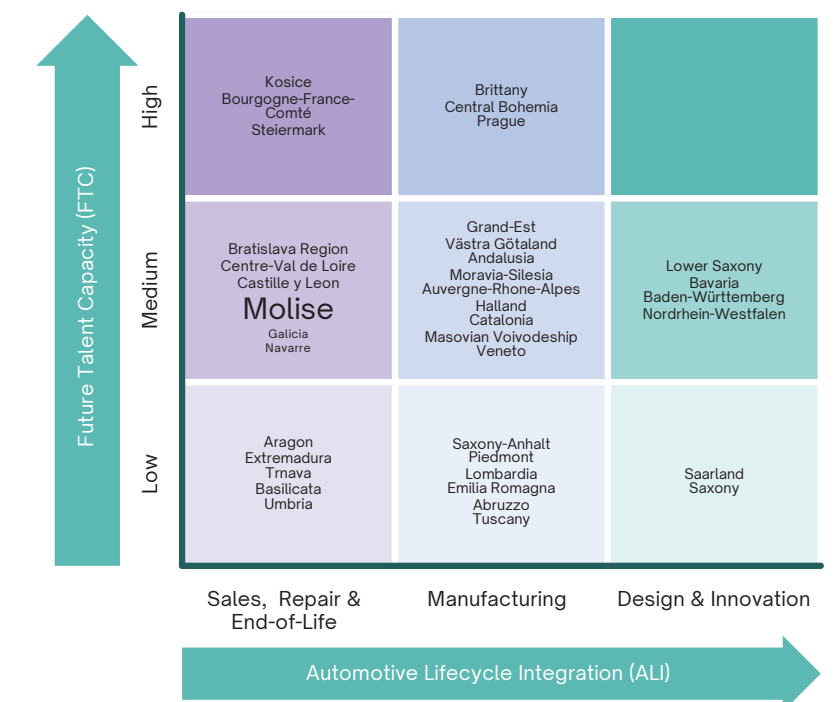 Future Talent Capacity (FTC)
High
Kosice
Bourgogne-France-
Comté
Steiermark
Brittany
Central Bohemia
Prague
Medium
Bratislava Region
Centre-Val de Loire
Castille y Leon
Molise
Galicia
Navarre
Grand-Est
Västra Götaland
Andalusia
Moravia-Silesia
Auvergne-Rhone-Alpes
Halland
Catalonia
Masovian Voivodeship
Veneto
Lower Saxony
Bavaria
Baden-Württemberg
Nordrhein-Westfalen
Low
Aragon
Extremadura
Trnava
Basilicata
Umbria
Saxony-Anhalt
Piedmont
Lombardia
Emilia Romagna
Abruzzo
Tuscany
Saarland
Saxony
Sales, Repair &
End-of-Life
Manufacturing
Design & Innovation
Automotive Lifecycle Integration (ALI)